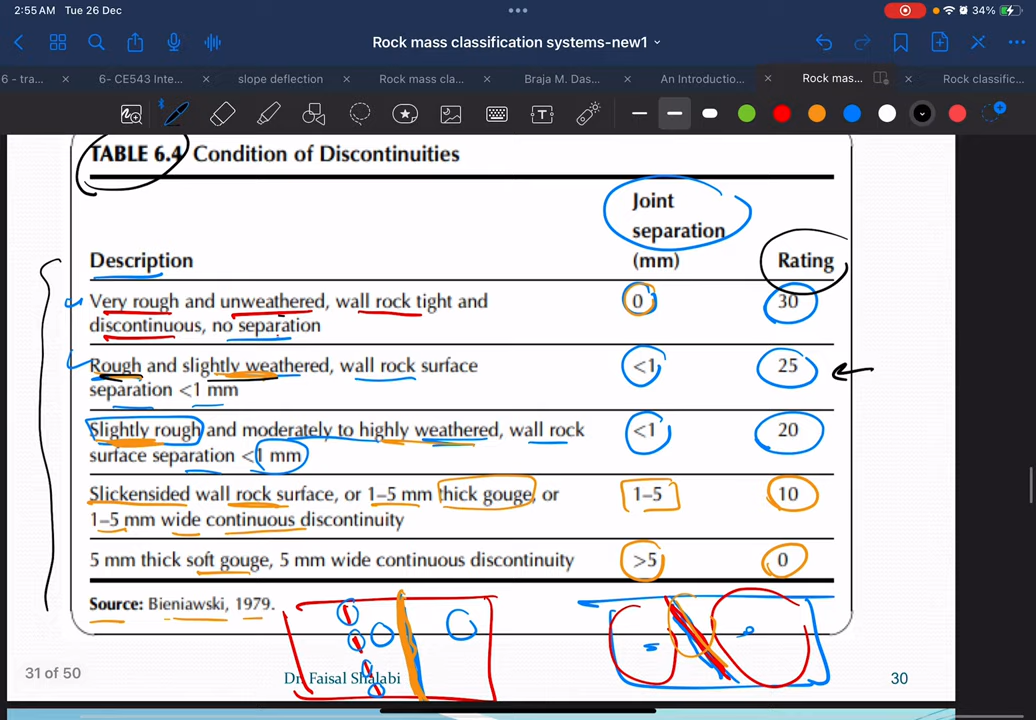 2:55 AM Tue 26 Dec
34%
Rock mass classification systems-new1
6 - tra...
6- CE543 Inte...
slope deflection
Rock mass cla...
Braja M. Das...
An Introductio...
Rock mas...
Rock classific...
TABLE 6.4 Condition of Discontinuities
Joint
separation
Description (mm) Rating
Very rough and unweathered, wall rock tight and 0 30
discontinuous, no separation
Rough and slightly weathered, wall rock surface <1 25
separation <1 mm
Slightly rough and moderately to highly weathered, wall rock <1 20
surface separation <1 mm
Slickensided wall rock surface, or 1–5 mm thick gouge, or 1–5 10
1–5 mm wide continuous discontinuity
5 mm thick soft gouge, 5 mm wide continuous discontinuity >5 0
Source: Bieniawski, 1979.
31 of 50
Dr. Faisal Shalabi
30